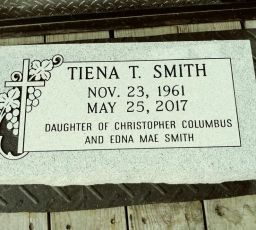 TIENA T. SMITH
NOV. 23, 1961
MAY 25, 2017
DAUGHTER OF CHRISTOPHER COLUMBUS
AND EDNA MAE SMITH